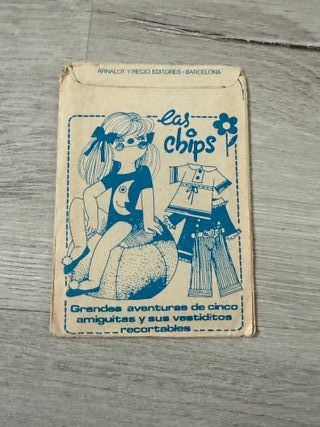 ARNALOT Y RECIO EDITORES - BARCELONA
las
chips
Grandes aventuras de cinco
amiguitas y sus vestiditos
recortables